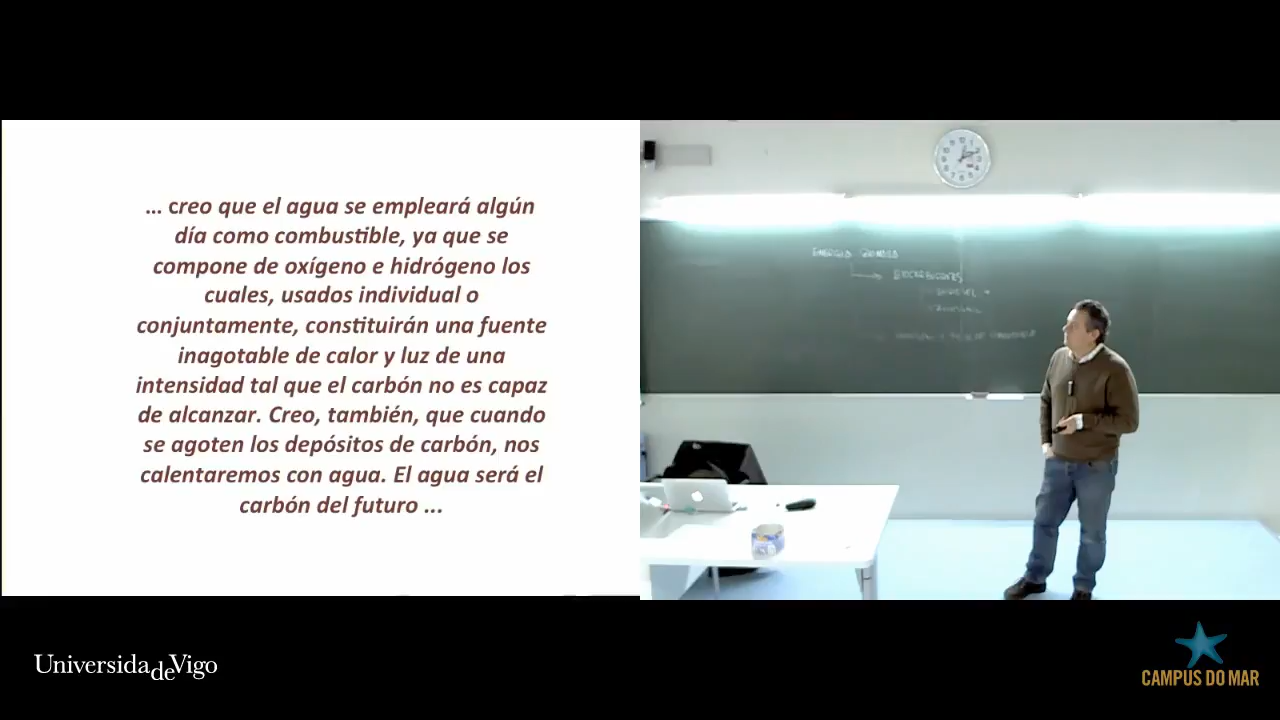 ... creo que el agua se empleará algún
día como combustible, ya que se
compone de oxígeno e hidrógeno los
cuales, usados individual o
conjuntamente, constituirán una fuente
inagotable de calor y luz de una
intensidad tal que el carbón no es capaz
de alcanzar. Creo, también, que cuando
se agoten los depósitos de carbón, nos
calentaremos con agua. El agua será el
carbón del futuro ...
Universidade Vigo
CAMPUS DO MAR